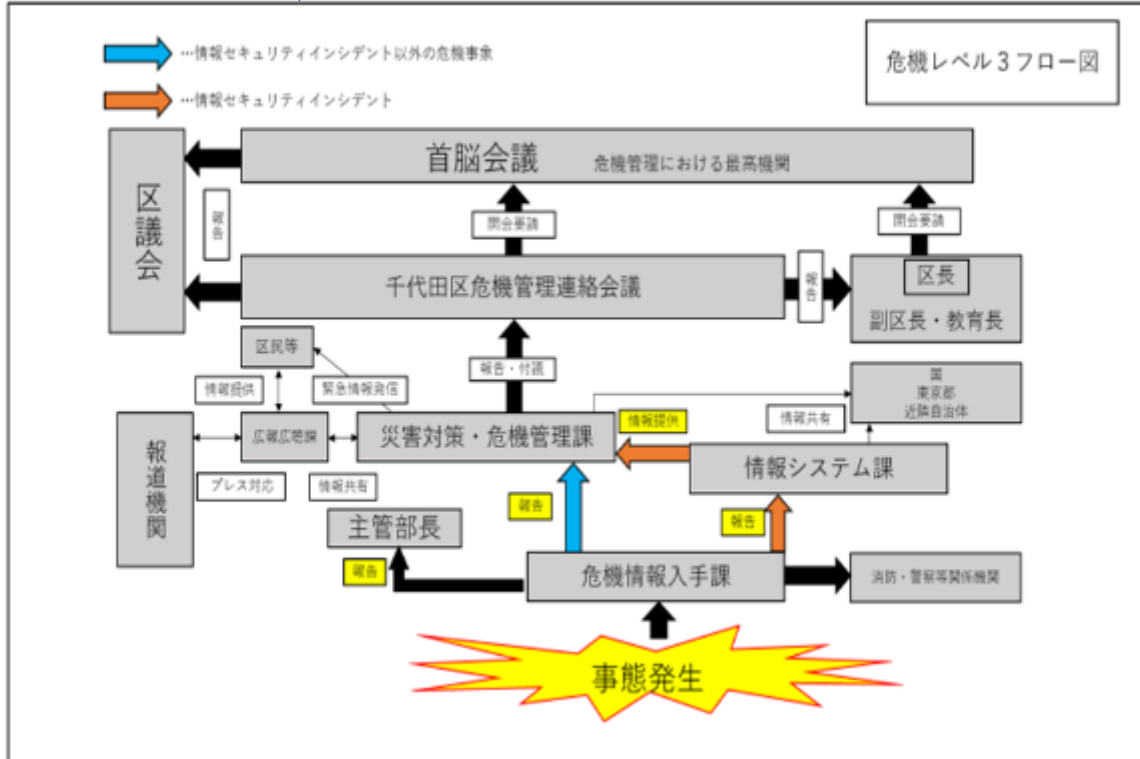 …情報セキュリティインシデント以外の危機事象
…情報セキュリティインシデント
危機レベル3フロー図
首脳会議 危機管理における最高機関
区議会
報告
開会要請
開会要請
千代田区危機管理連絡会議
報告
区長
副区長・教育長
区民等
情報提供
緊急情報発信
報告・付議
国
東京都
近隣自治体
報道機関
広報広聴課
災害対策・危機管理課
情報提供
情報共有
情報システム課
プレス対応
情報共有
主管部長
報告
報告
報告
危機情報入手課
消防・警察等関係機関
事態発生